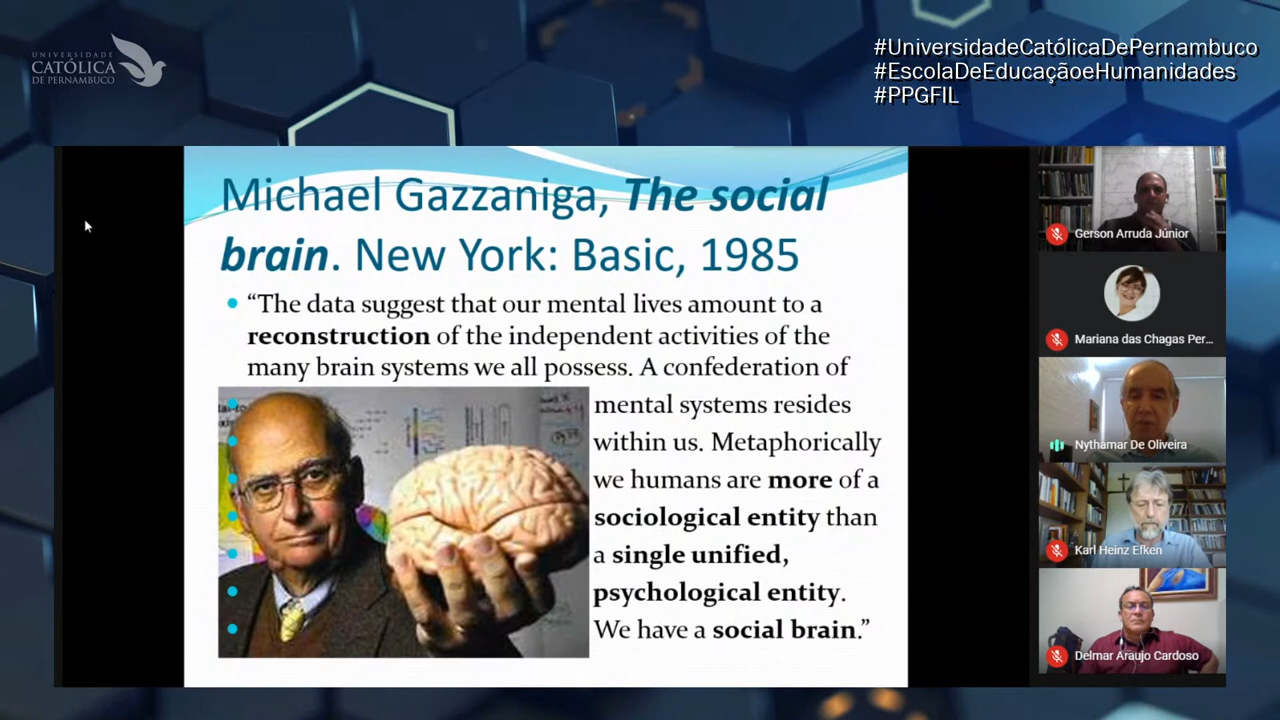 UNIVERSIDADE
CATÓLICA
DE PERNAMBUCO
#UniversidadeCatólicaDePernambuco
#EscolaDeEducaçãoeHumanidades
#PPGFIL
Michael Gazzaniga, The social
brain. New York: Basic, 1985
“The data suggest that our mental lives amount to a
reconstruction of the independent activities of the
many brain systems we all possess. A confederation of
mental systems resides
within us. Metaphorically
we humans are more of a
sociological entity than
a single unified,
psychological entity.
We have a social brain.”
Gerson Arruda Júnior
Mariana das Chagas Per...
Nythamar De Oliveira
Karl Heinz Efken
Delmar Araujo Cardoso